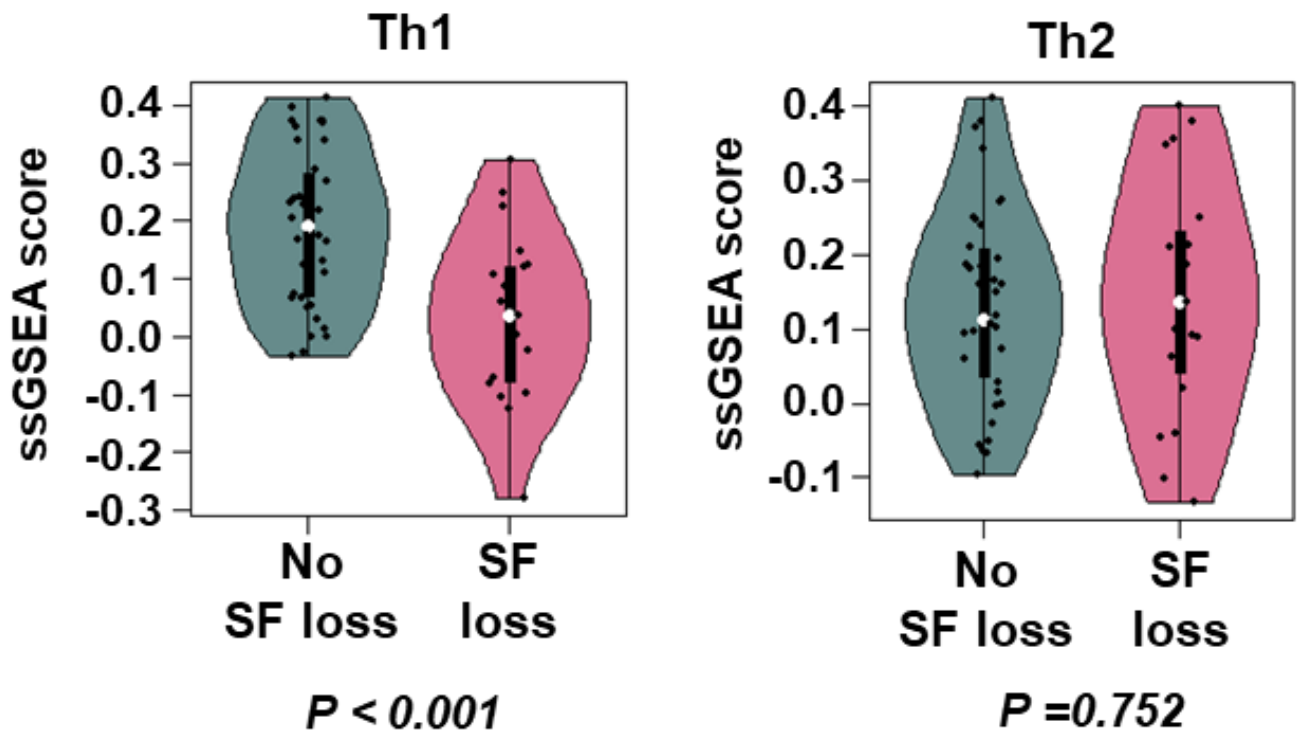 Th1
ssGSEA score
0.4
0.3
0.2
0.1
0.0
-0.1
-0.2
-0.3
No
SF loss
SF
loss
P < 0.001
Th2
ssGSEA score
0.4
0.3
0.2
0.1
0.0
-0.1
No
SF loss
SF
loss
P =0.752